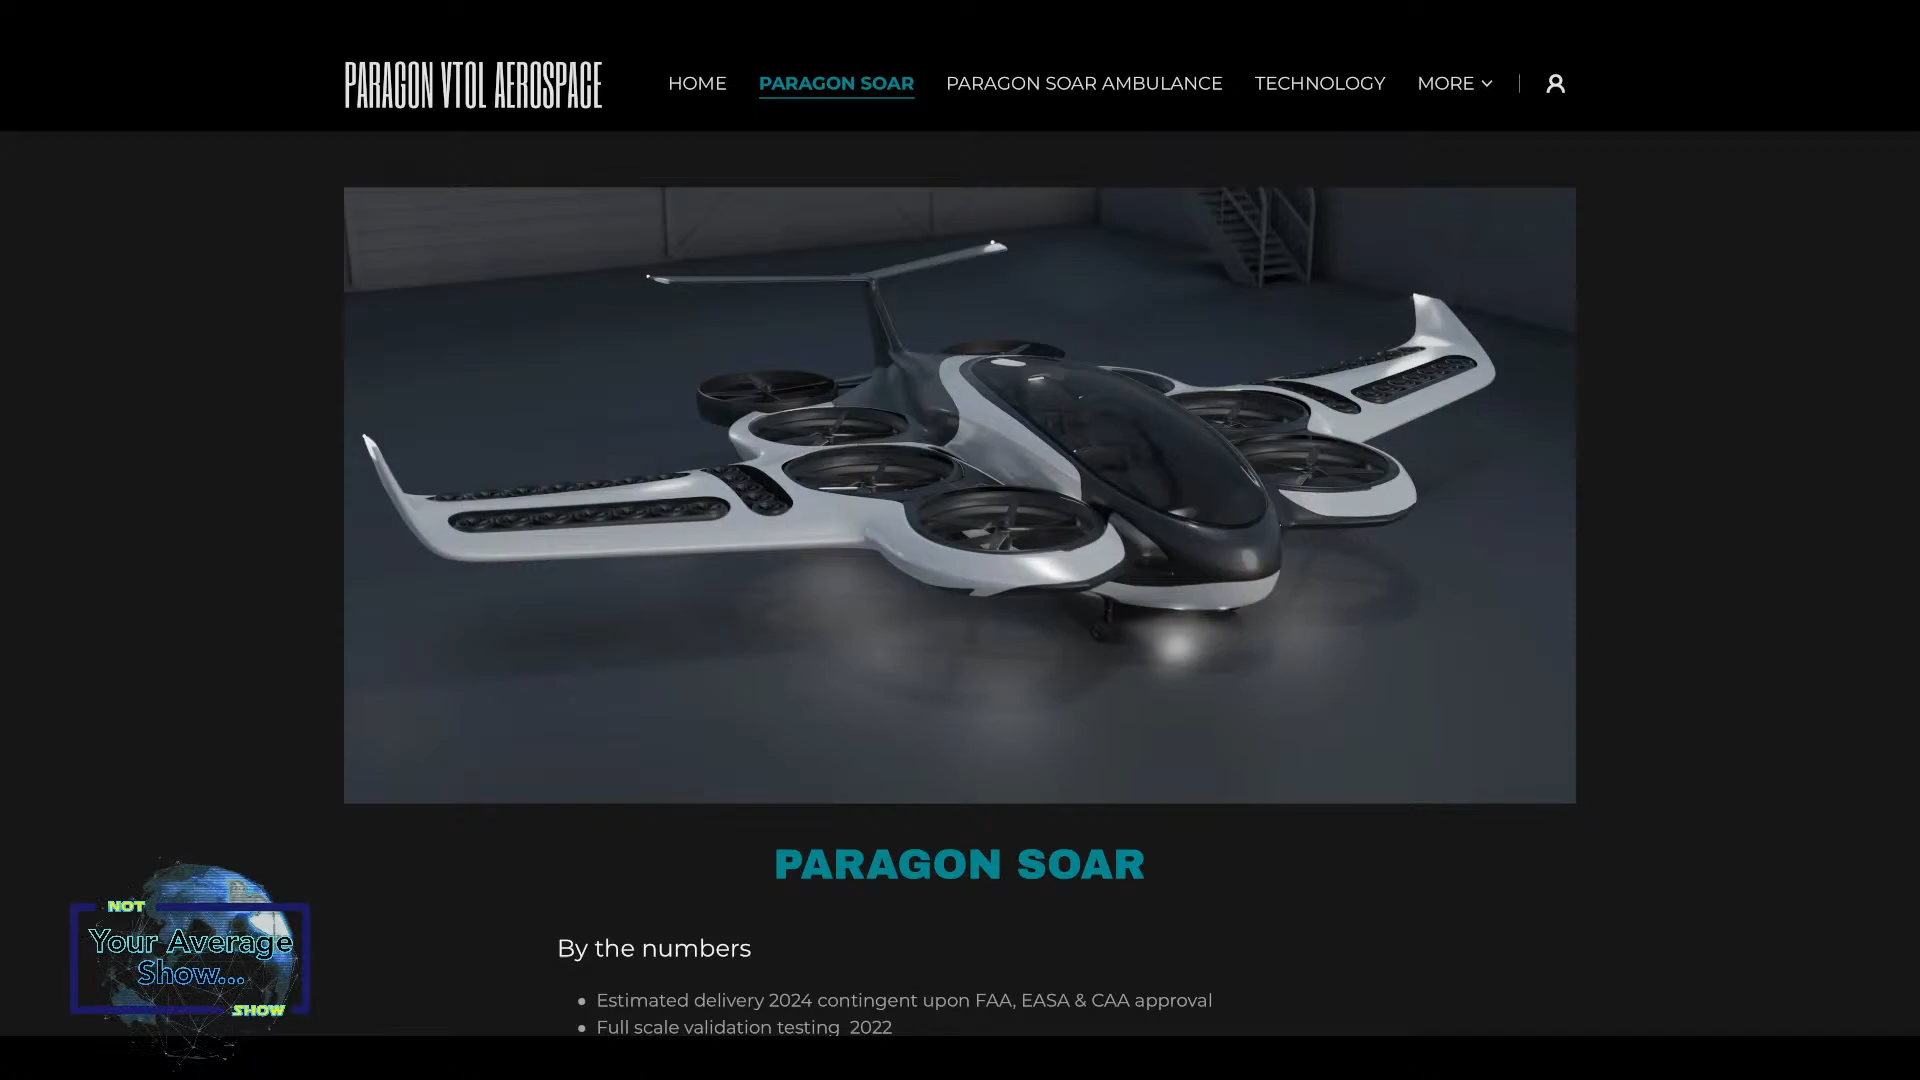 PARAGON VTOL AEROSPACE
HOME PARAGON SOAR PARAGON SOAR AMBULANCE TECHNOLOGY MORE
PARAGON SOAR
By the numbers
Estimated delivery 2024 contingent upon FAA, EASA & CAA approval
Full scale validation testing 2022
NOT
Your Average
Show...
SHOW